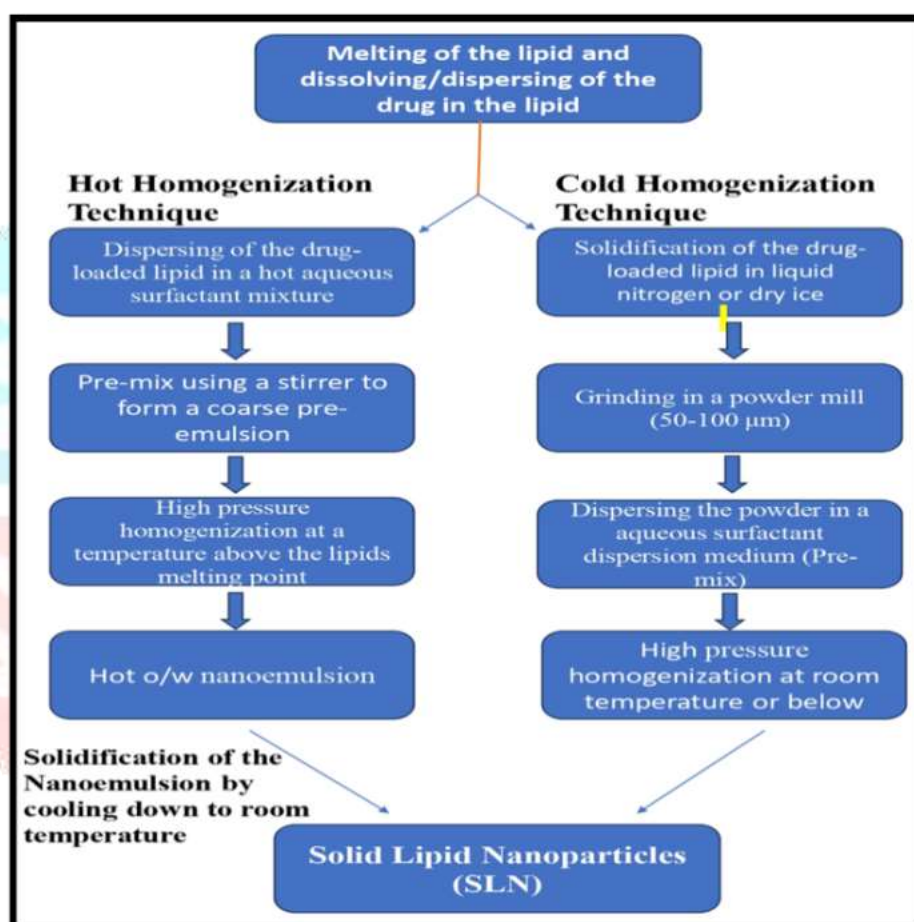 Melting of the lipid and
dissolving/dispersing of the
drug in the lipid
Hot Homogenization
Technique
Dispersing of the drug-
loaded lipid in a hot aqueous
surfactant mixture
Pre-mix using a stirrer to
form a coarse pre-
emulsion
High pressure
homogenization at a
temperature above the lipids
melting point
Hot o/w nanoemulsion
Solidification of the
Nanoemulsion by
cooling down to room
temperature
Cold Homogenization
Technique
Solidification of the drug-
loaded lipid in liquid
nitrogen or dry ice
Grinding in a powder mill
(50-100 µm)
Dispersing the powder in a
aqueous surfactant
dispersion medium (Pre-
mix)
High pressure
homogenization at room
temperature or below
Solid Lipid Nanoparticles
(SLN)